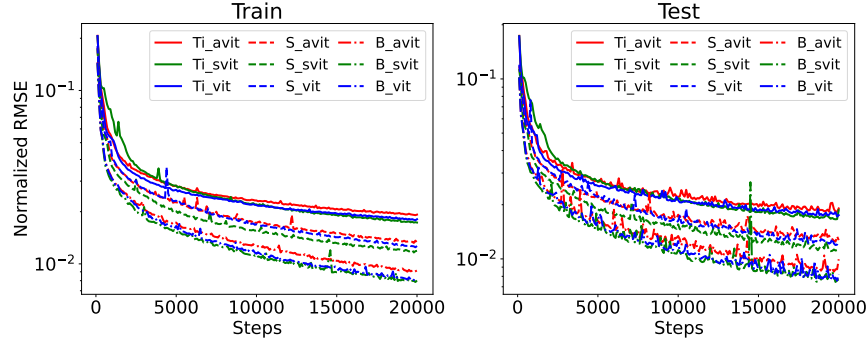 Train
Normalized RMSE
10⁻¹
10⁻²
Ti_avit
Ti_svit
Ti_vit
S_avit
S_svit
S_vit
B_avit
B_svit
B_vit
0 5000 10000 15000 20000
Steps
Test
10⁻¹
10⁻²
Ti_avit
Ti_svit
Ti_vit
S_avit
S_svit
S_vit
B_avit
B_svit
B_vit
0 5000 10000 15000 20000
Steps